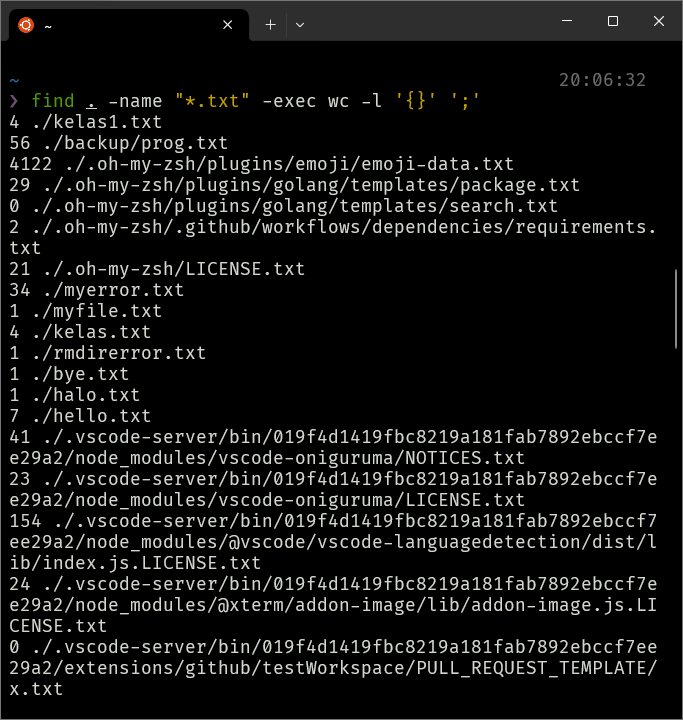 ~
~ 20:06:32
❯ find . -name "*.txt" -exec wc -l '{}' ';'
4 ./kelas1.txt
56 ./backup/prog.txt
4122 ./.oh-my-zsh/plugins/emoji/emoji-data.txt
29 ./.oh-my-zsh/plugins/golang/templates/package.txt
0 ./.oh-my-zsh/plugins/golang/templates/search.txt
2 ./.oh-my-zsh/.github/workflows/dependencies/requirements.
txt
21 ./.oh-my-zsh/LICENSE.txt
34 ./myerror.txt
1 ./myfile.txt
4 ./kelas.txt
1 ./rmdirerror.txt
1 ./bye.txt
1 ./halo.txt
7 ./hello.txt
41 ./.vscode-server/bin/019f4d1419fbc8219a181fab7892ebccf7e
e29a2/node_modules/vscode-oniguruma/NOTICES.txt
23 ./.vscode-server/bin/019f4d1419fbc8219a181fab7892ebccf7e
e29a2/node_modules/vscode-oniguruma/LICENSE.txt
154 ./.vscode-server/bin/019f4d1419fbc8219a181fab7892ebccf7
ee29a2/node_modules/@vscode/vscode-languagedetection/dist/l
ib/index.js.LICENSE.txt
24 ./.vscode-server/bin/019f4d1419fbc8219a181fab7892ebccf7e
e29a2/node_modules/@xterm/addon-image/lib/addon-image.js.LI
CENSE.txt
0 ./.vscode-server/bin/019f4d1419fbc8219a181fab7892ebccf7ee
29a2/extensions/github/testWorkspace/PULL_REQUEST_TEMPLATE/
x.txt